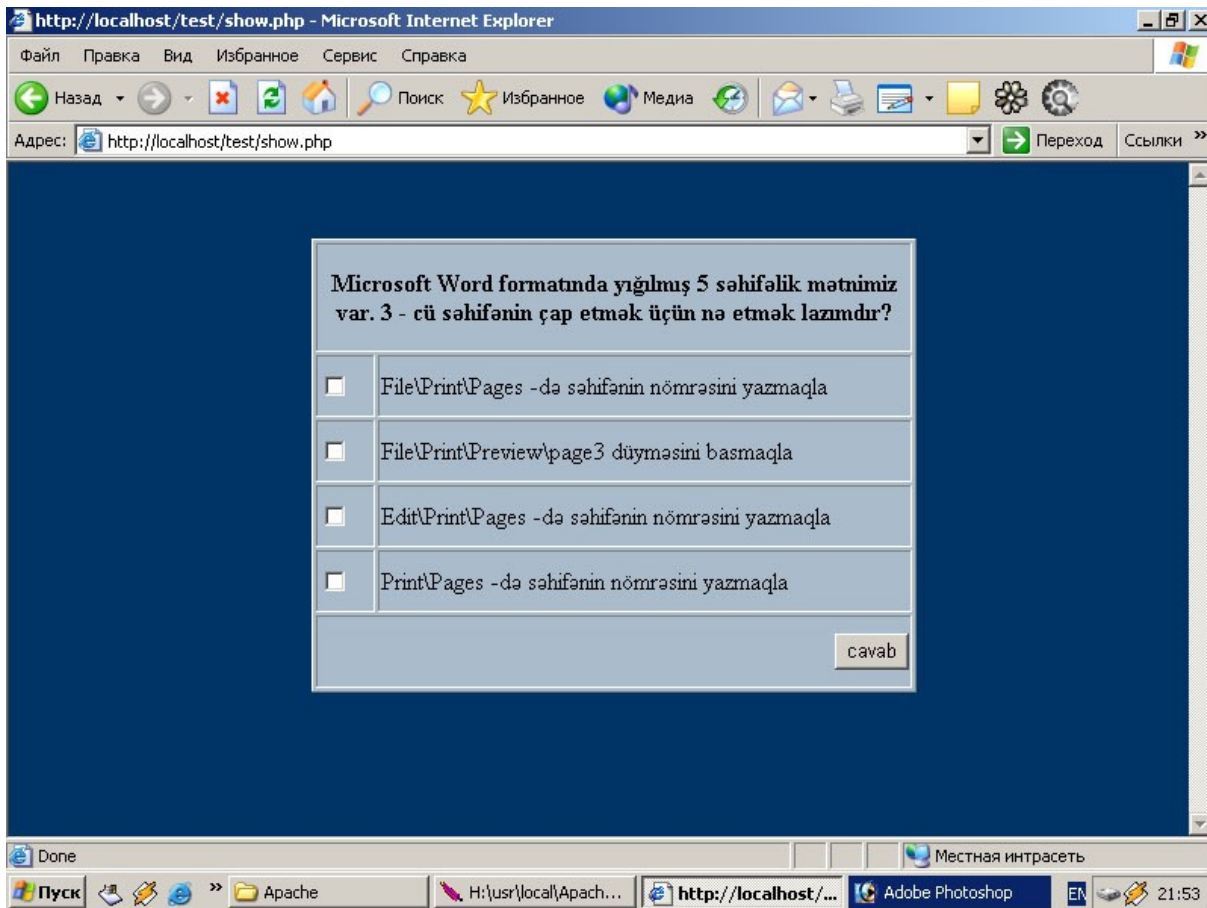 http://localhost/test/show.php - Microsoft Internet Explorer
Файл Правка Вид Избранное Сервис Справка
Назад Поиск Избранное Медиа
Адрес: http://localhost/test/show.php Переход Ссылки »
Microsoft Word formatında yığılmış 5 səhifəlik mətnimiz
var. 3 - cü səhifənin çap etmək üçün nə etmək lazımdır?
File\Print\Pages -də səhifənin nömrəsini yazmaqla
File\Print\Preview\page3 düyməsini basmaqla
Edit\Print\Pages -də səhifənin nömrəsini yazmaqla
Print\Pages -də səhifənin nömrəsini yazmaqla
cavab
Done Местная интрасеть
Пуск » Apache H:\usr\local\Apach... http://localhost/... Adobe Photoshop EN 21:53